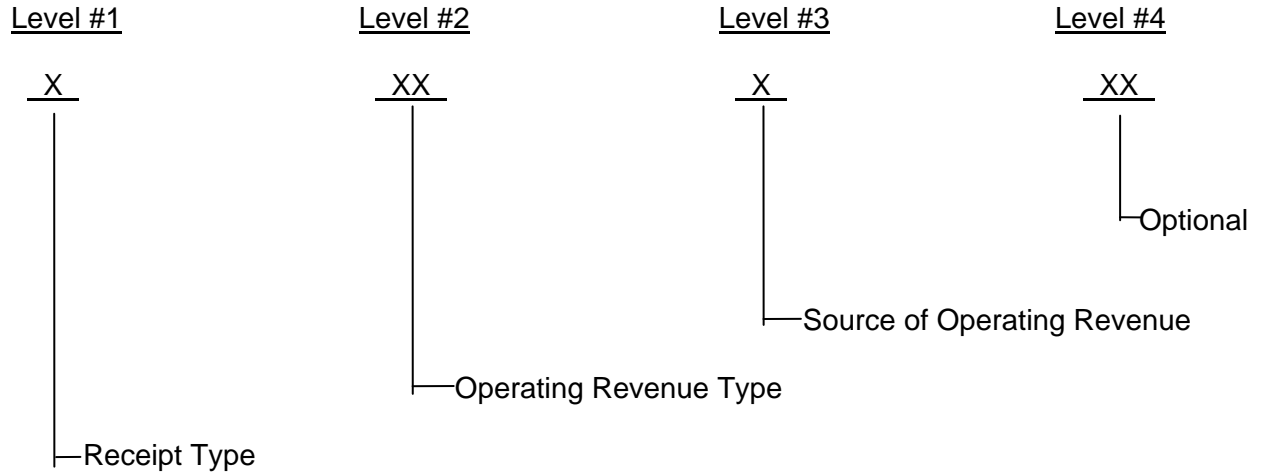 Level #1 Level #2 Level #3 Level #4
X XX X XX
Optional
Source of Operating Revenue
Operating Revenue Type
Receipt Type